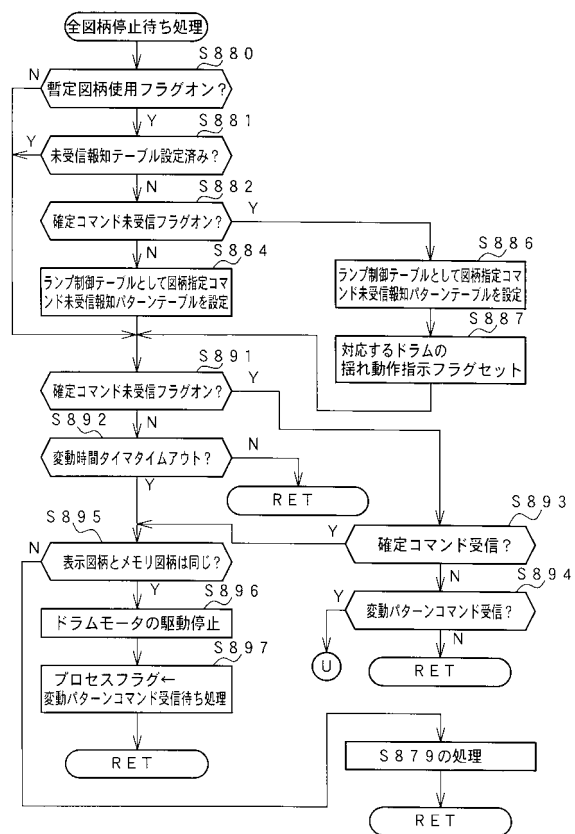 全図柄停止待ち処理
S880
N
暫定図柄使用フラグオン?
Y
S881
Y
未受信報知テーブル設定済み?
N
S882
確定コマンド未受信フラグオン?
Y
N
S884
ランプ制御テーブルとして図柄指定コマ
ンド未受信報知パターンテーブルを設定
S886
ランプ制御テーブルとして図柄指定コマ
ンド未受信報知パターンテーブルを設定
S887
対応するドラムの
揺れ動作指示フラグセット
S891
確定コマンド未受信フラグオン?
Y
N
S892
変動時間タイマタイムアウト?
N
RET
Y
S893
Y
確定コマンド受信?
N
S894
Y
変動パターンコマンド受信?
U
N
RET
S895
N
表示図柄とメモリ図柄は同じ?
Y
S896
ドラムモータの駆動停止
S897
プロセスフラグ←
変動パターンコマンド受信待ち処理
RET
S879の処理
RET